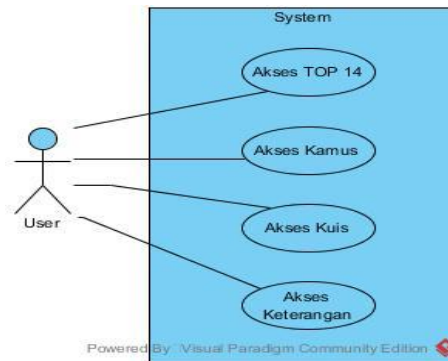 System
Akses TOP 14
Akses Kamus
Akses Kuis
User
Akses
Keterangan
Powered By Visual Paradigm Community Edition